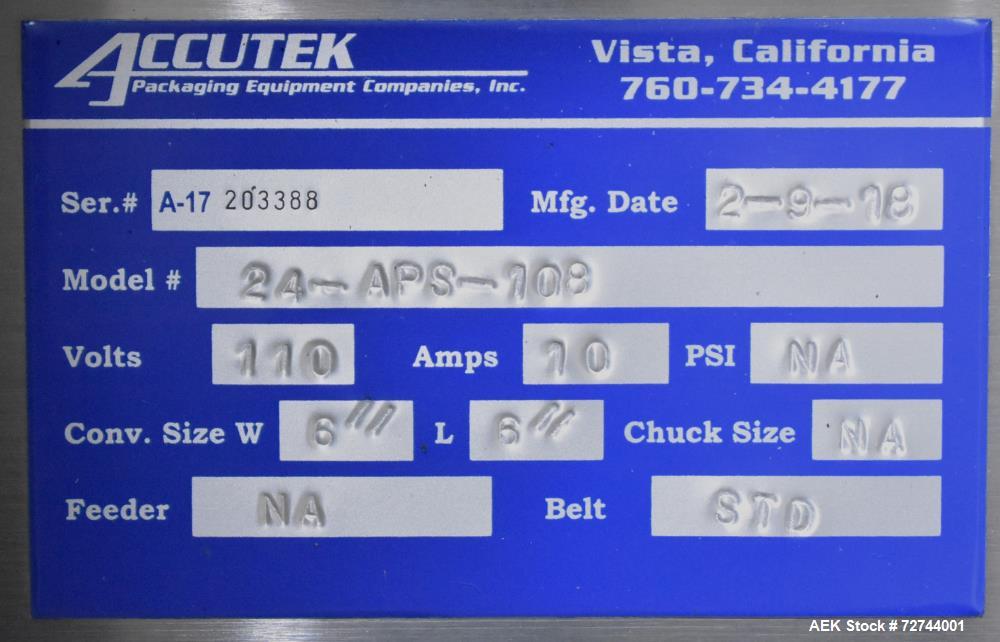 ACCUTEK
Packaging Equipment Companies, Inc.
Vista, California
760-734-4177
Ser.# A-17 203388 Mfg. Date 2-9-18
Model # 24-APS-108
Volts 110 Amps 10 PSI NA
Conv. Size W 6" L 6" Chuck Size NA
Feeder NA Belt STD
AEK Stock # 72744001